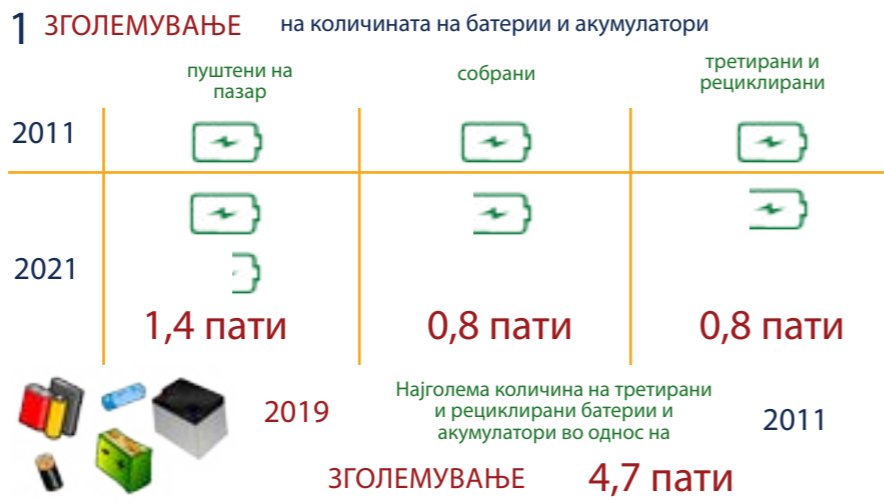 1 ЗГОЛЕМУВАЊЕ на количината на батерии и акумулатори
пуштени на
пазар
собрани
третирани и
рециклирани
2011
2021
1,4 пати
0,8 пати
0,8 пати
2019
Најголема количина на третирани
и рециклирани батерии и
акумулатори во однос на
2011
ЗГОЛЕМУВАЊЕ 4,7 пати